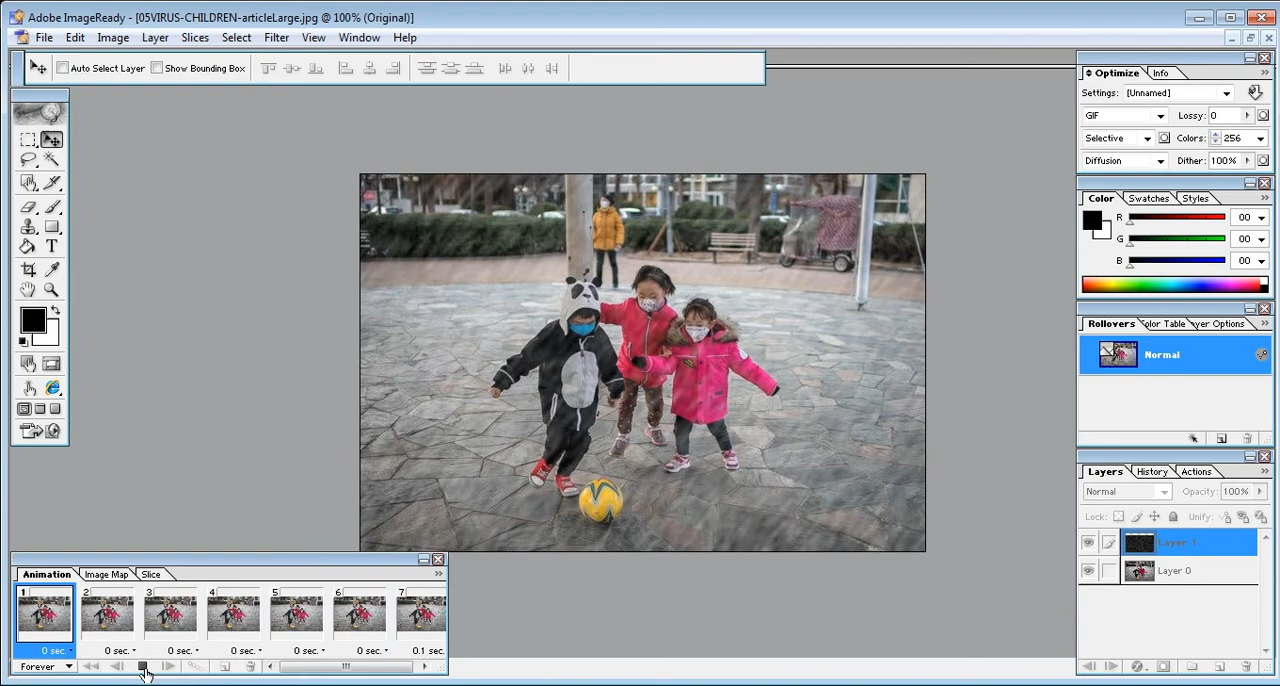 Adobe ImageReady - [05VIRUS-CHILDREN-articleLarge.jpg @ 100% (Original)]
File Edit Image Layer Slices Select Filter View Window Help
Auto Select Layer Show Bounding Box
Optimize Info
Settings: [Unnamed]
GIF Lossy: 0
Selective Colors: 256
Diffusion Dither: 100%
Color Swatches Styles
R 00
G 00
B 00
Rollovers Color Table yer Options
Normal
Layers History Actions
Normal Opacity: 100%
Lock: Unify:
Layer 1
Layer 0
T
Animation Image Map Slice
1 2 3 4 5 6 7
0 sec. 0 sec. 0 sec. 0 sec. 0 sec. 0 sec. 0.1 sec.
Forever